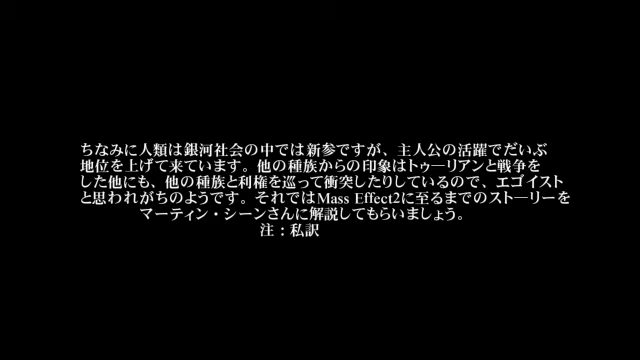 ちなみに人類は銀河社会の中では新参ですが、主人公の活躍でだいぶ
地位を上げて来ています。他の種族からの印象はトゥーリアンと戦争を
した他にも、他の種族と利権を巡って衝突したりしているので、エゴイスト
と思われがちのようです。それではMass Effect2に至るまでのストーリーを
マーティン・シーンさんに解説してもらいましょう。
注：私訳